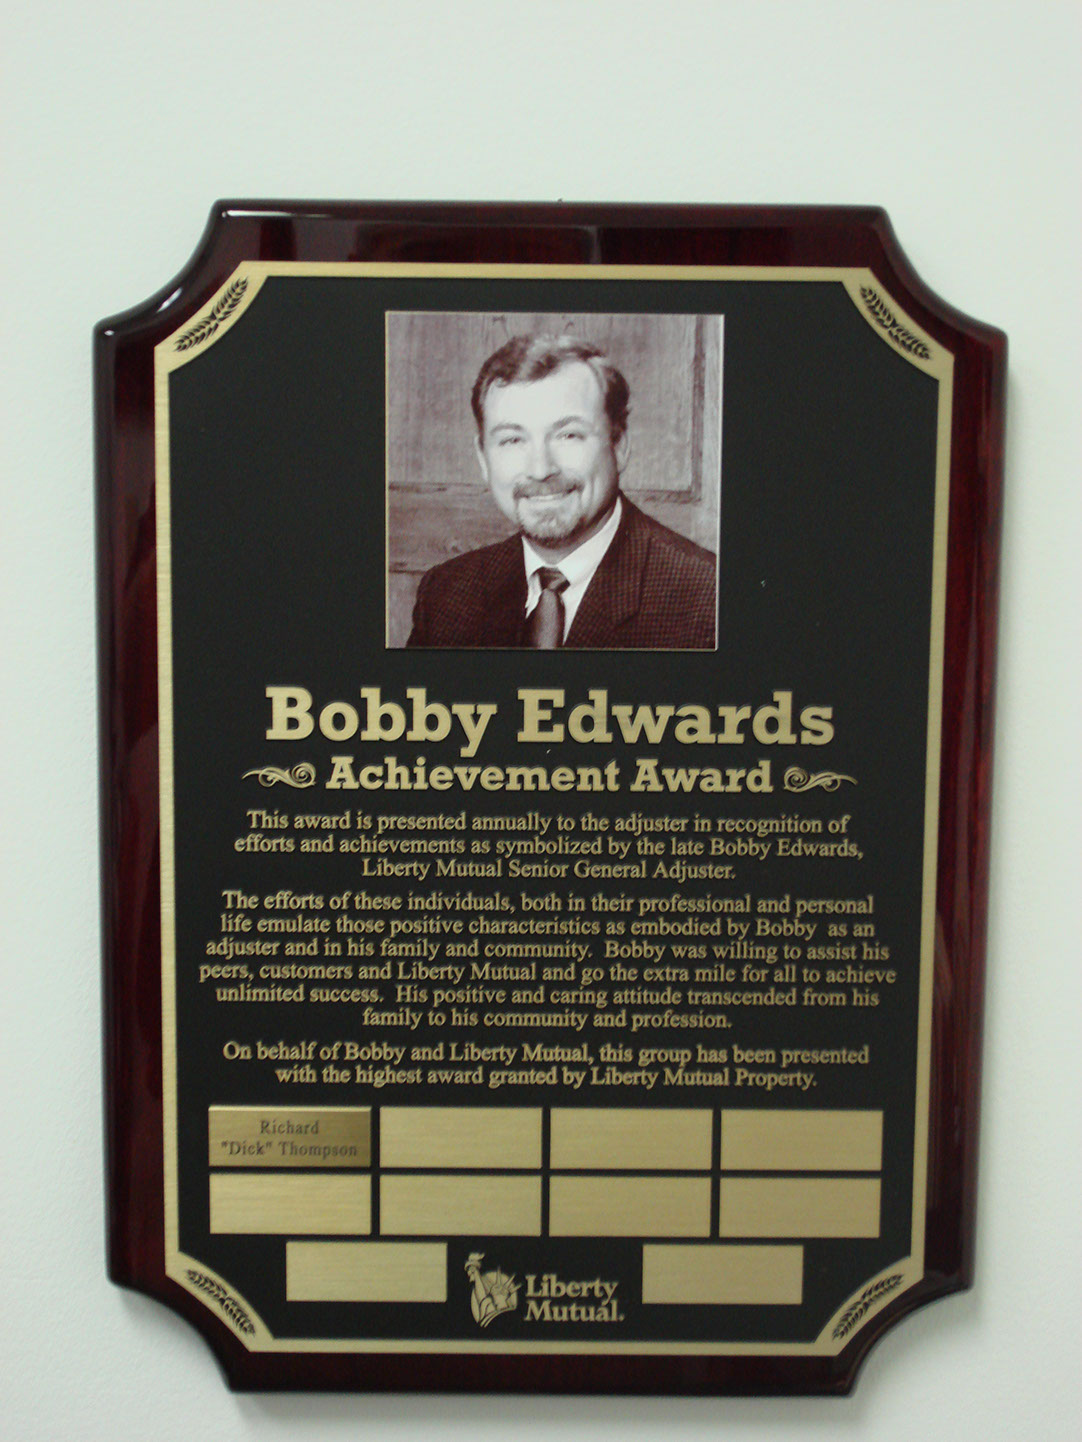 Bobby Edwards
Achievement Award
This award is presented annually to the adjuster in recognition of
efforts and achievements as symbolized by the late Bobby Edwards,
Liberty Mutual Senior General Adjuster.
The efforts of these individuals, both in their professional and personal
life emulate those positive characteristics as embodied by Bobby as an
adjuster and in his family and community. Bobby was willing to assist his
peers, customers and Liberty Mutual and go the extra mile for all to achieve
unlimited success. His positive and caring attitude transcended from his
family to his community and profession.
On behalf of Bobby and Liberty Mutual, this group has been presented
with the highest award granted by Liberty Mutual Property.
Richard
"Dick" Thompson
Liberty
Mutual.